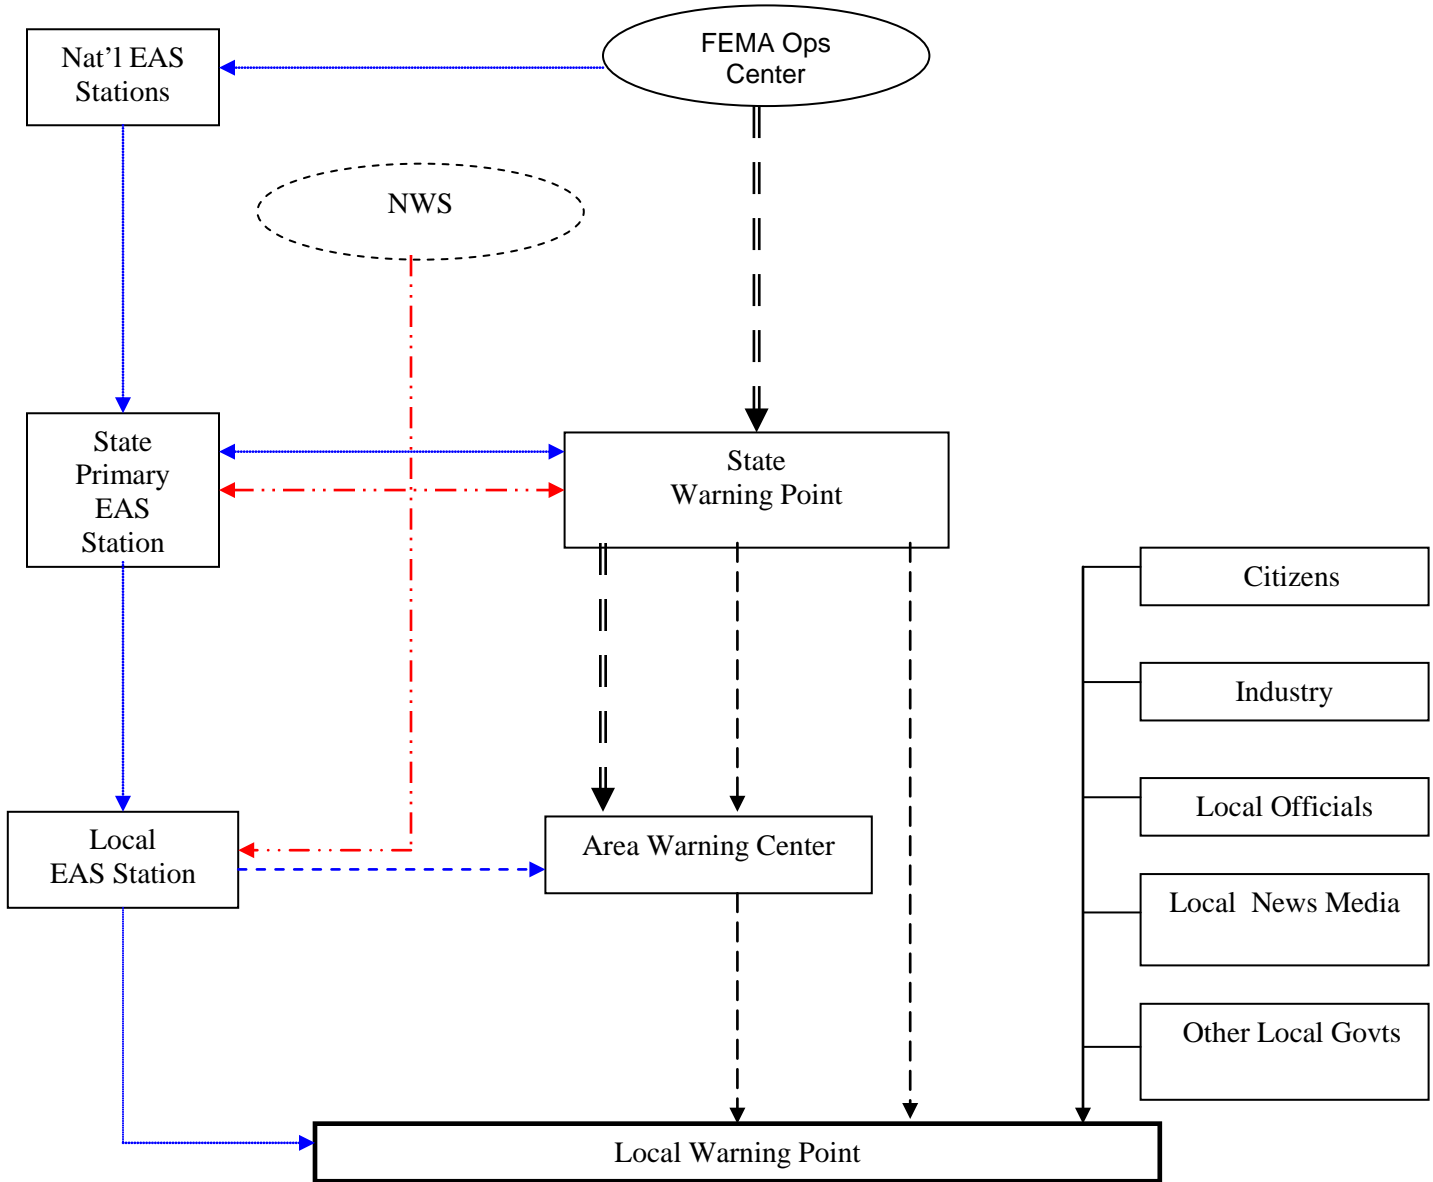 Nat’l EAS
Stations
FEMA Ops
Center
NWS
State
Primary
EAS
Station
State
Warning Point
Citizens
Industry
Local Officials
Local  News Media
Other Local Govts
Local
EAS Station
Area Warning Center
Local Warning Point